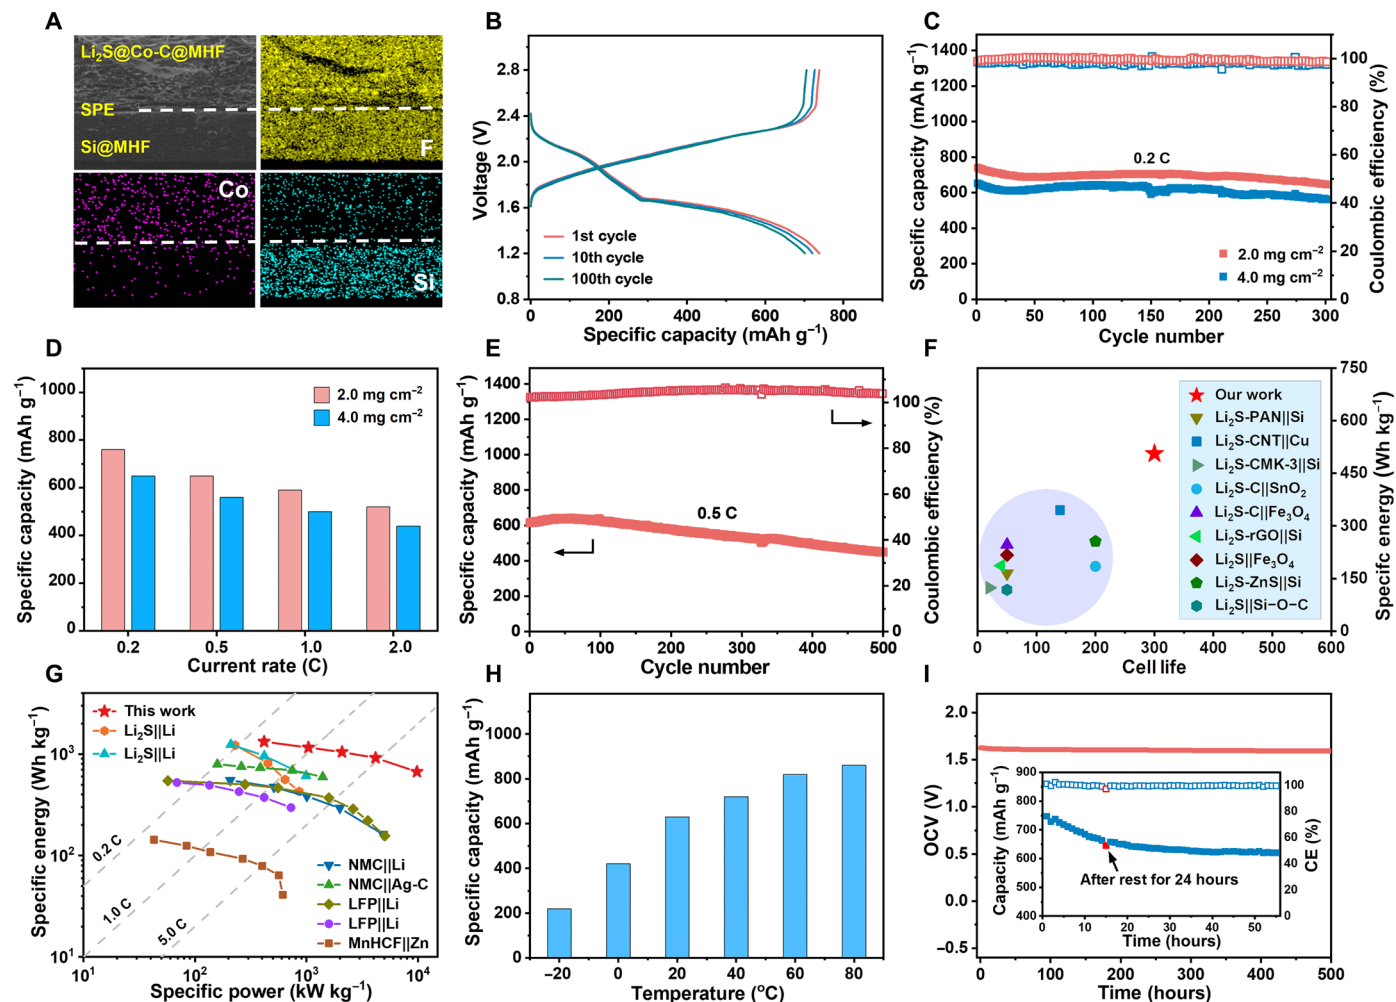 A
Li₂S@Co-C@MHF
SPE
Si@MHF
F
Co
Si
B
Voltage (V)
2.8
2.4
2.0
1.6
1.2
0.8
1st cycle
10th cycle
100th cycle
0 200 400 600 800
Specific capacity (mAh g⁻¹)
C
Specific capacity (mAh g⁻¹)
1400
1200
1000
800
600
400
200
0
0.2 C
2.0 mg cm⁻²
4.0 mg cm⁻²
100
80
60
40
20
0
Coulombic efficiency (%)
0 50 100 150 200 250 300
Cycle number
D
Specific capacity (mAh g⁻¹)
1000
800
600
400
200
0
2.0 mg cm⁻²
4.0 mg cm⁻²
0.2 0.5 1.0 2.0
Current rate (C)
E
Specific capacity (mAh g⁻¹)
1400
1200
1000
800
600
400
200
0
0.5 C
100
80
60
40
20
0
Coulombic efficiency (%)
0 100 200 300 400 500
Cycle number
F
Our work
Li₂S-PAN||Si
Li₂S-CNT||Cu
Li₂S-CMK-3||Si
Li₂S-C||SnO₂
Li₂S-C||Fe₃O₄
Li₂S-rGO||Si
Li₂S||Fe₃O₄
Li₂S-ZnS||Si
Li₂S||Si−O−C
750
600
450
300
150
0
Specifc energy (Wh kg⁻¹)
0 100 200 300 400 500 600
Cell life
G
Specific energy (Wh kg⁻¹)
10³
10²
10¹
This work
Li₂S||Li
Li₂S||Li
0.2 C
1.0 C
5.0 C
NMC||Li
NMC||Ag-C
LFP||Li
LFP||Li
MnHCF||Zn
10¹ 10² 10³ 10⁴
Specific power (kW kg⁻¹)
H
Specific capacity (mAh g⁻¹)
1000
800
600
400
200
0
−20 0 20 40 60 80
Temperature (°C)
I
OCV (V)
2.0
1.5
1.0
0.5
0.0
−0.5
Capacity (mAh g⁻¹)
900
800
700
600
500
400
After rest for 24 hours
100
80
60
40
20
0
CE (%)
0 10 20 30 40 50
Time (hours)
0 100 200 300 400 500
Time (hours)